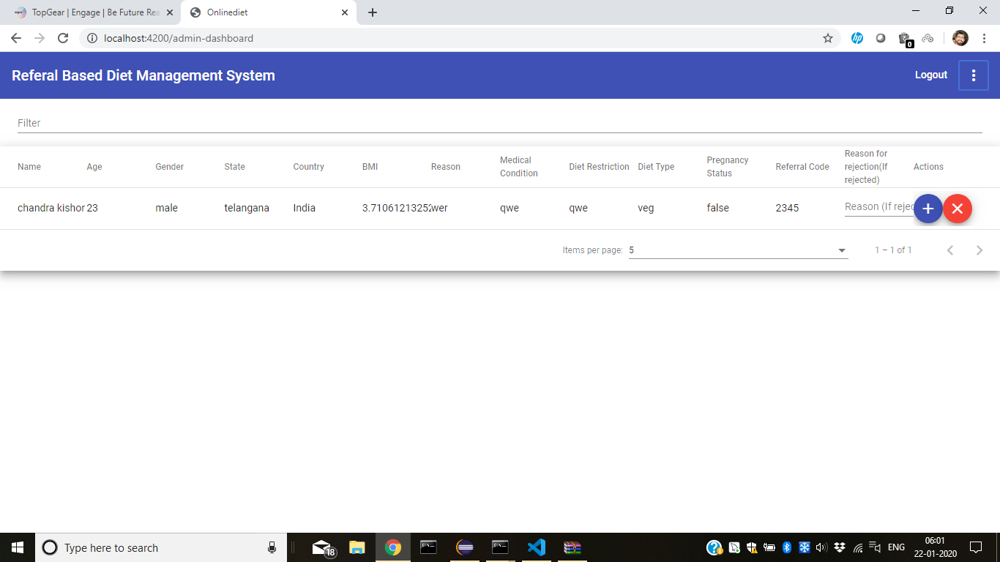 TopGear | Engage | Be Future Rea
Onlinediet
localhost:4200/admin-dashboard
0
Referal Based Diet Management System
Logout
Filter
Name Age Gender State Country BMI Reason Medical Condition Diet Restriction Diet Type Pregnancy Status Referral Code Reason for rejection(If rejected) Actions
chandra kishor 23 male telangana India 3.7106121325 wer qwe qwe veg false 2345 Reason (If rejec
Items per page: 5 1 – 1 of 1
Type here to search
18
ENG
06:01
22-01-2020